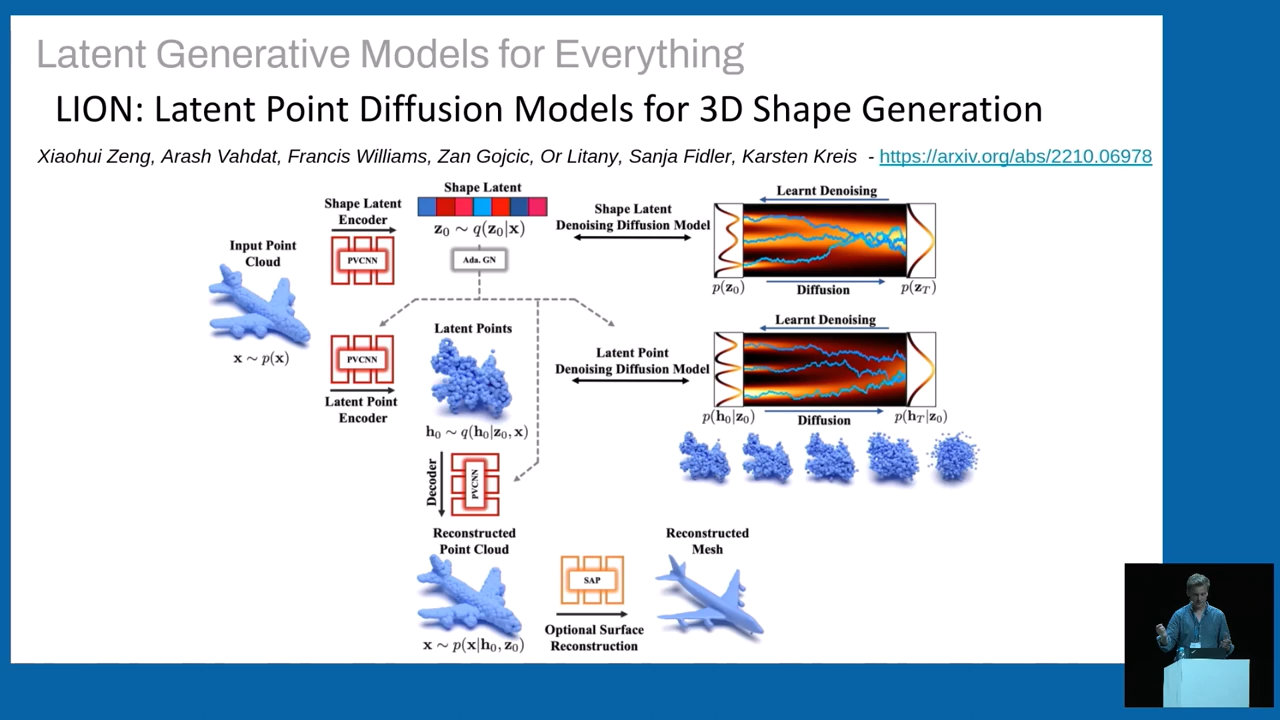 Latent Generative Models for Everything
LION: Latent Point Diffusion Models for 3D Shape Generation
Xiaohui Zeng, Arash Vahdat, Francis Williams, Zan Gojcic, Or Litany, Sanja Fidler, Karsten Kreis - https://arxiv.org/abs/2210.06978
Input Point
Cloud
x ~ p(x)
Shape Latent
Encoder
PVCNN
Shape Latent
z₀ ~ q(z₀|x)
Ada. GN
Shape Latent
Denoising Diffusion Model
Learnt Denoising
p(z₀)
Diffusion
p(z_T)
PVCNN
Latent Point
Encoder
Latent Points
h₀ ~ q(h₀|z₀, x)
Latent Point
Denoising Diffusion Model
Learnt Denoising
p(h₀|z₀)
Diffusion
p(h_T|z₀)
Decoder
PVCNN
Reconstructed
Point Cloud
x ~ p(x|h₀, z₀)
SAP
Optional Surface
Reconstruction
Reconstructed
Mesh